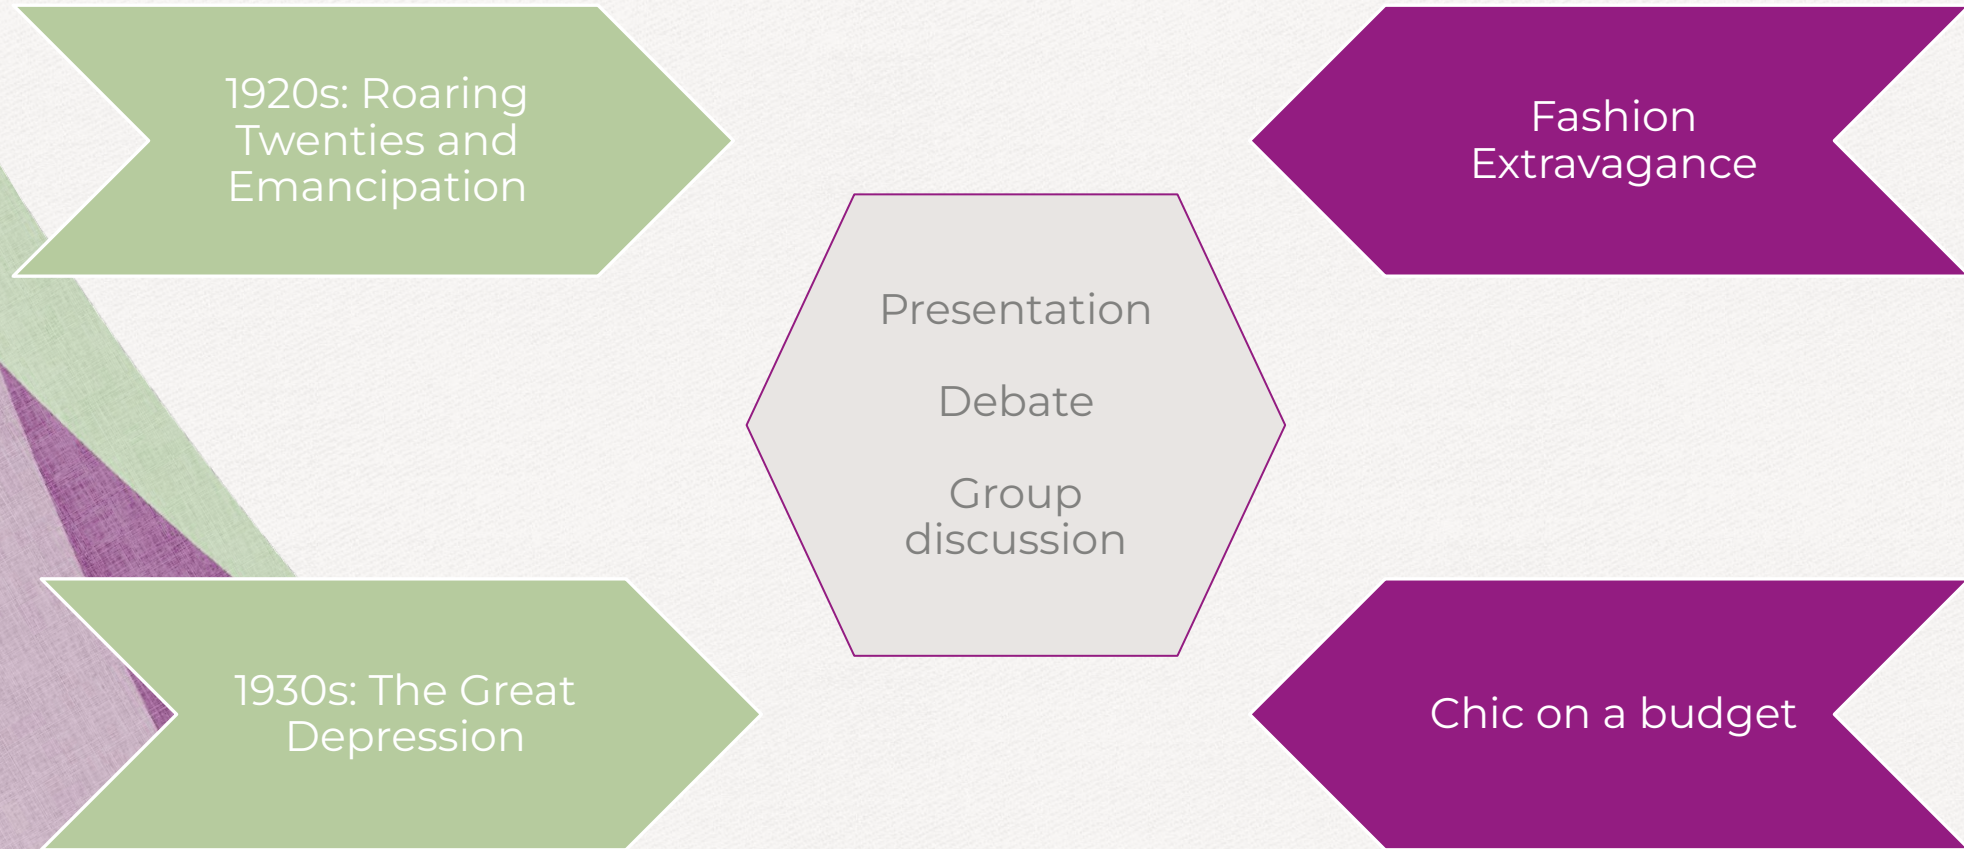 1920s: Roaring
Twenties and
Emancipation
Fashion
Extravagance
Presentation
Debate
Group
discussion
1930s: The Great
Depression
Chic on a budget